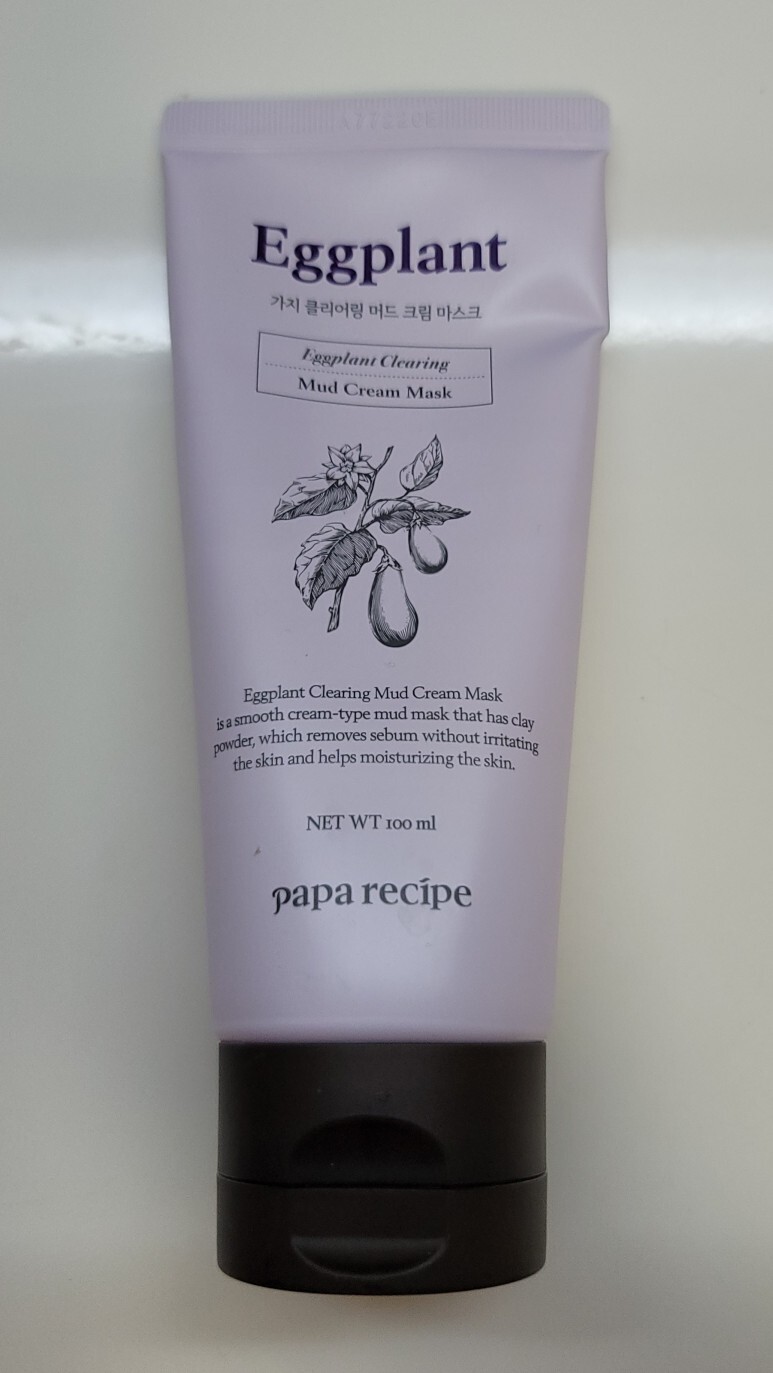 Eggplant
가지 클리어링 머드 크림 마스크
Eggplant Clearing
Mud Cream Mask
Eggplant Clearing Mud Cream Mask
is a smooth cream-type mud mask that has clay
powder, which removes sebum without irritating
the skin and helps moisturizing the skin.
NET WT 100 ml
papa recipe